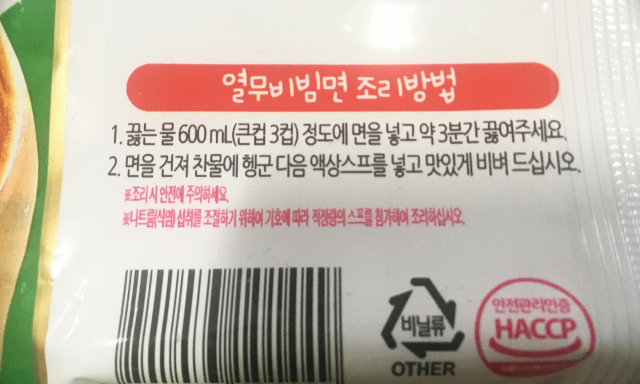 열무비빔면 조리방법
1. 끓는 물 600 mL(큰컵 3컵) 정도에 면을 넣고 약 3분간 끓여주세요.
2. 면을 건져 찬물에 헹군 다음 액상스프를 넣고 맛있게 비벼 드십시오.
※조리시 안전에 주의하세요.
※나트륨(식염) 섭취를 조절하기 위하여 기호에 따라 적정량의 스프를 첨가하여 조리하십시오.
비닐류
OTHER
안전관리인증
HACCP